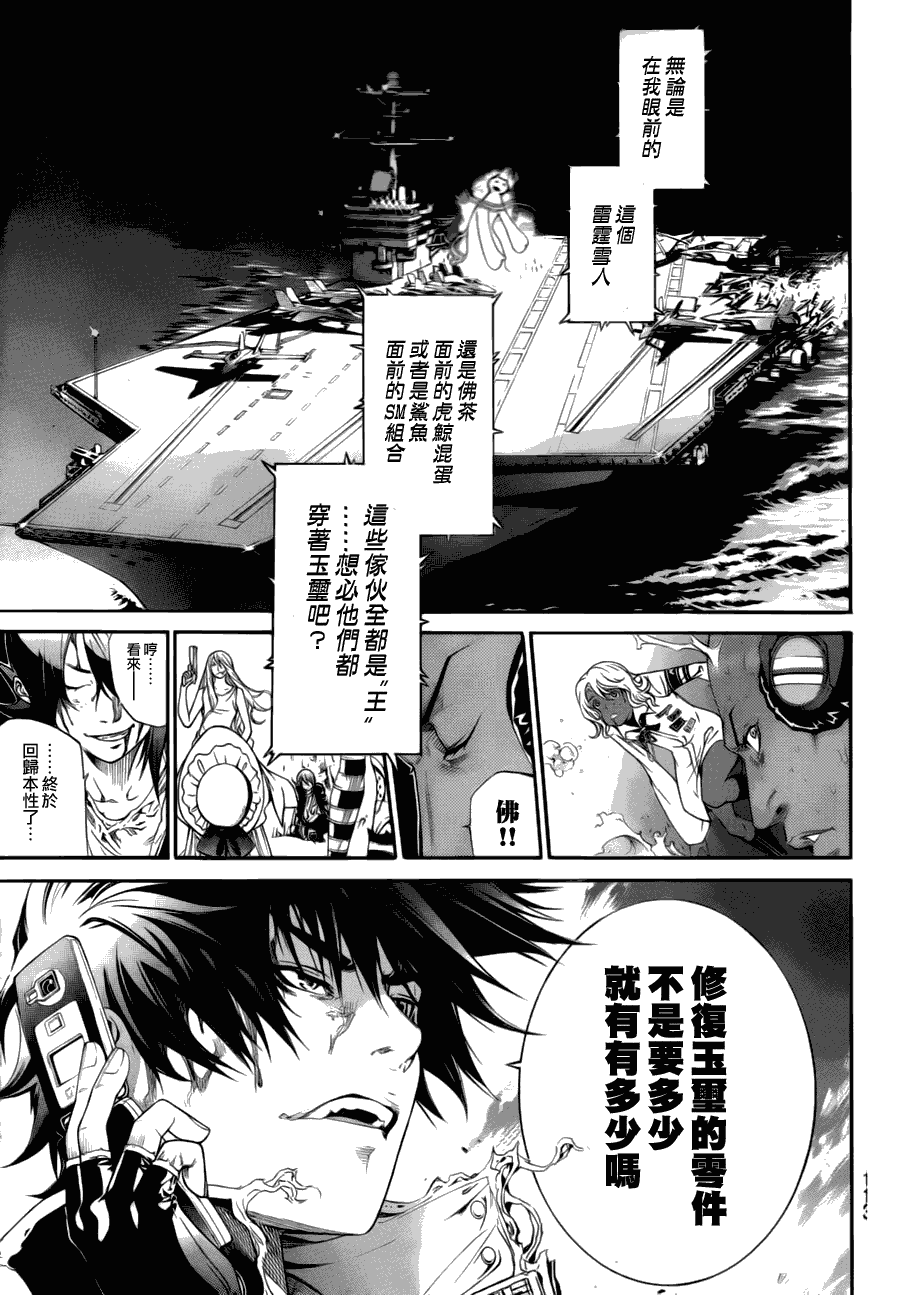 無論是
在我眼前的
這個
雷霆雪人
還是佛茶
面前的虎鯨混蛋
或者是鯊魚
面前的SM組合
這些傢伙全都是〝王〞
……想必他們都
穿著玉璽吧？
佛!!
哼……
看來——
……終於
回歸本性了…
修復玉璽的零件
不是要多少
就有有多少嗎